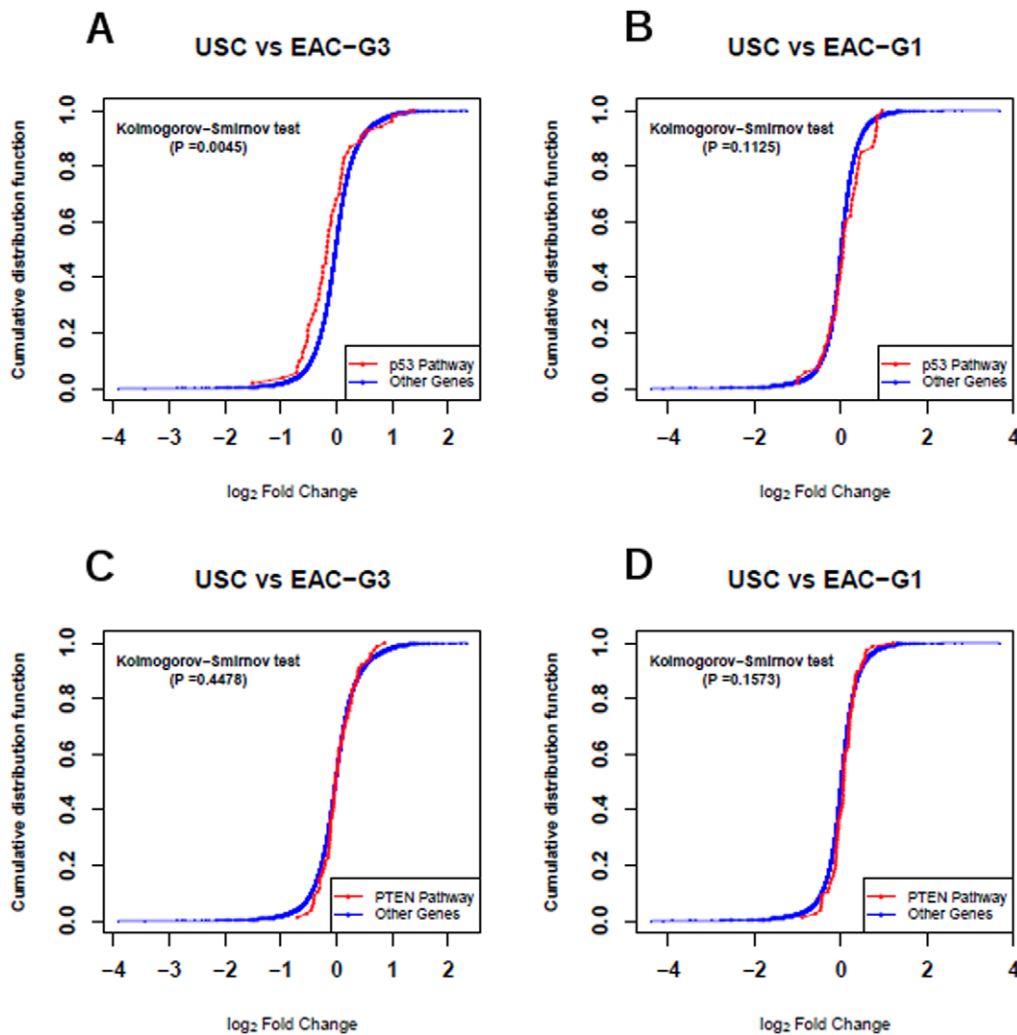 A
USC vs EAC−G3
Cumulative distribution function
1.0
0.8
0.6
0.4
0.2
0.0
Kolmogorov−Smirnov test
(P =0.0045)
p53 Pathway
Other Genes
−4 −3 −2 −1 0 1 2
log2 Fold Change
B
USC vs EAC−G1
Cumulative distribution function
1.0
0.8
0.6
0.4
0.2
0.0
Kolmogorov−Smirnov test
(P =0.1125)
p53 Pathway
Other Genes
−4 −2 0 2 4
log2 Fold Change
C
USC vs EAC−G3
Cumulative distribution function
1.0
0.8
0.6
0.4
0.2
0.0
Kolmogorov−Smirnov test
(P =0.4478)
PTEN Pathway
Other Genes
−4 −3 −2 −1 0 1 2
log2 Fold Change
D
USC vs EAC−G1
Cumulative distribution function
1.0
0.8
0.6
0.4
0.2
0.0
Kolmogorov−Smirnov test
(P =0.1573)
PTEN Pathway
Other Genes
−4 −2 0 2 4
log2 Fold Change